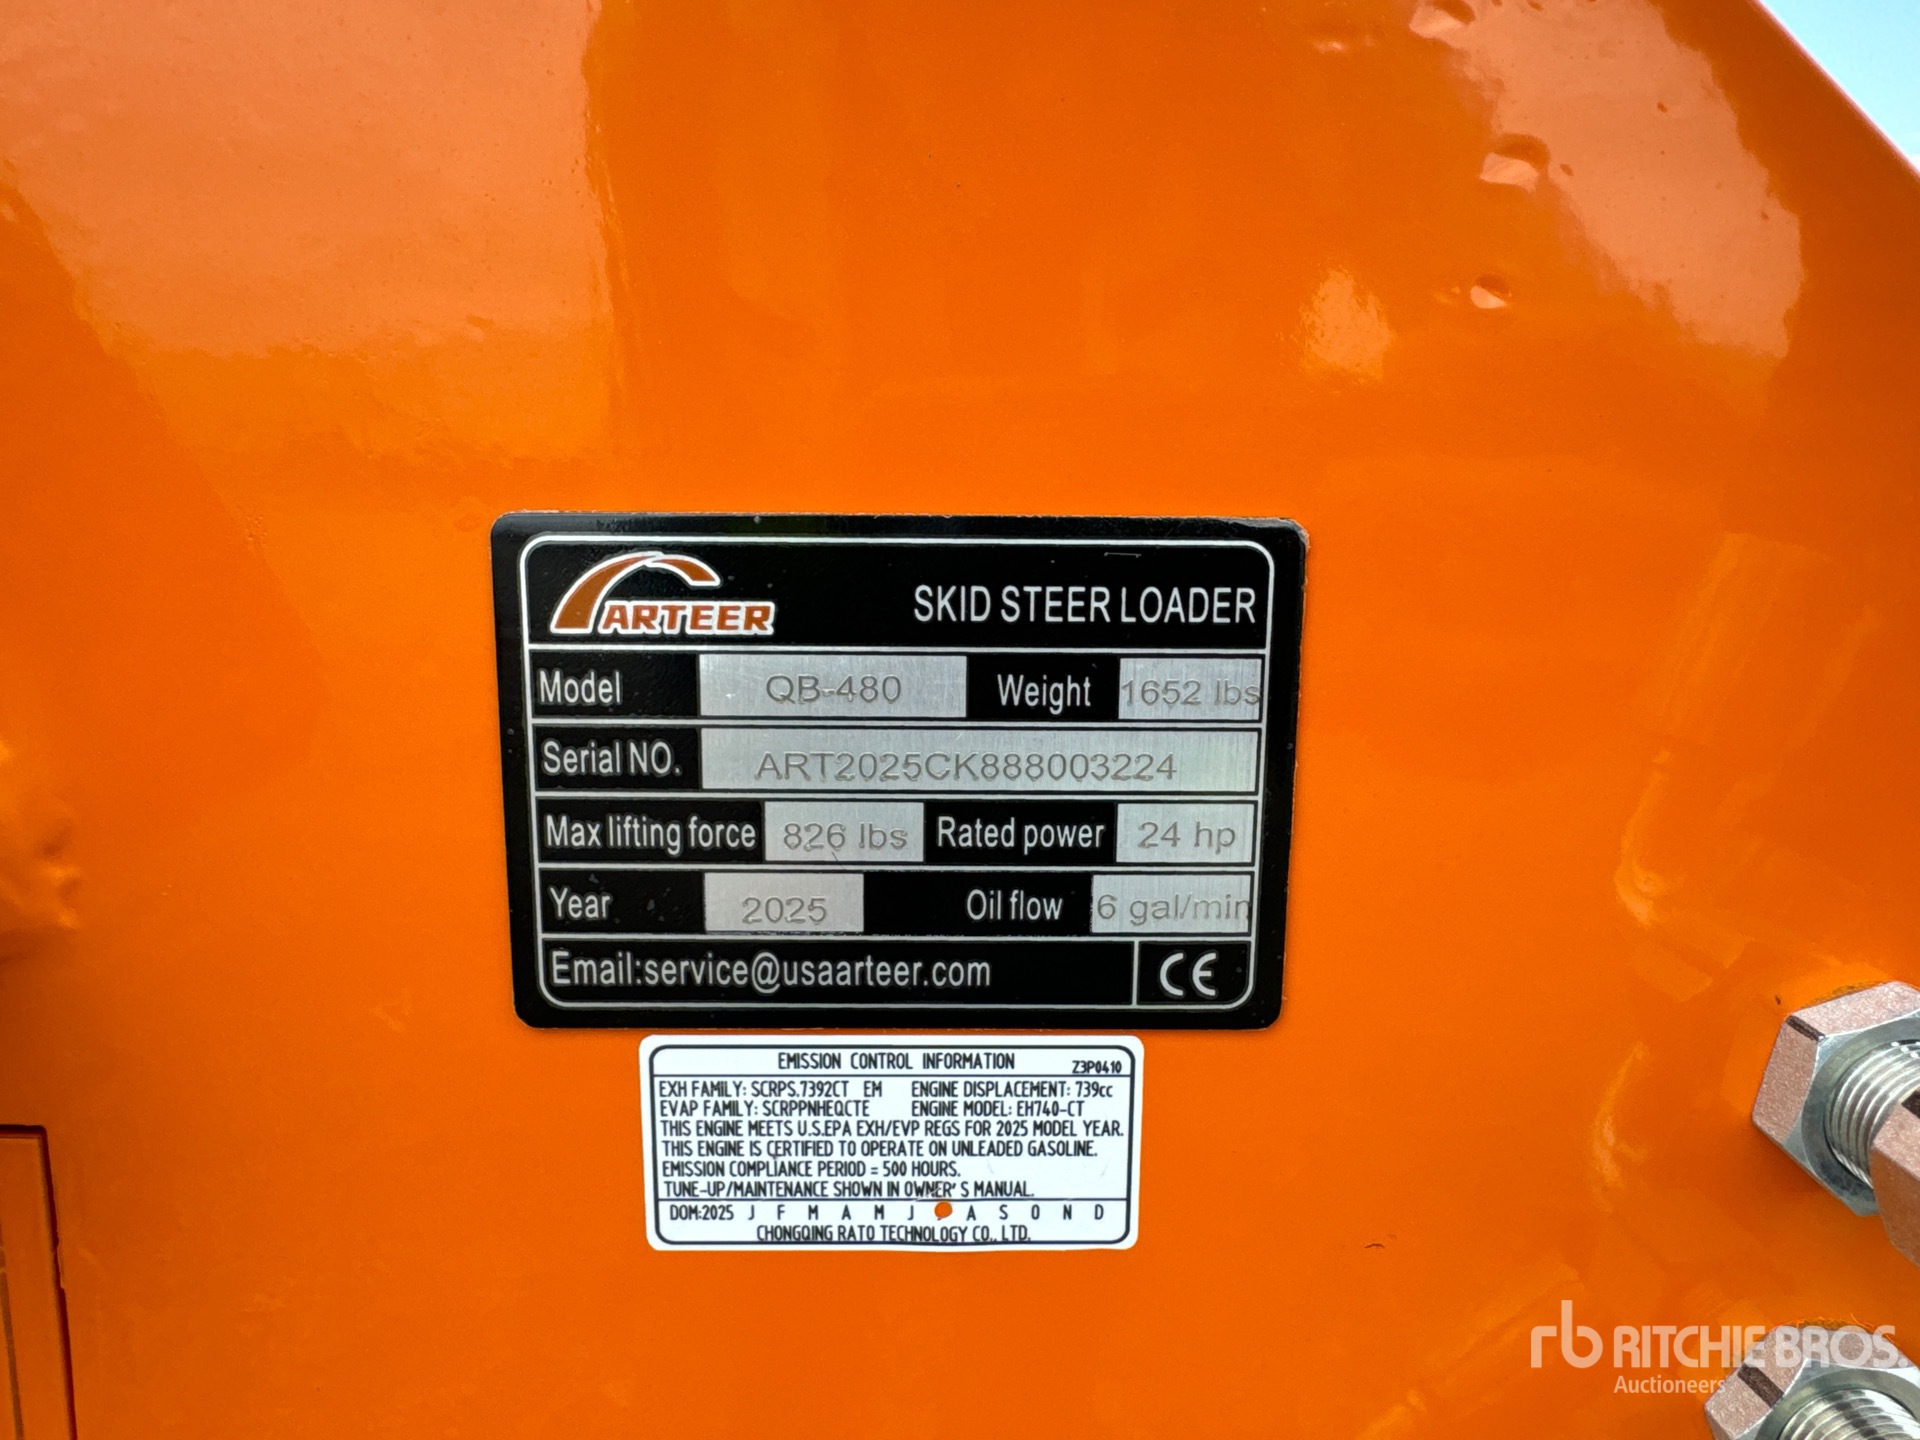 ARTEER SKID STEER LOADER
Model QB-480 Weight 1652 lbs
Serial NO. ART2025CK888003224
Max lifting force 826 lbs Rated power 24 hp
Year 2025 Oil flow 6 gal/min
Email:service@usaarteer.com CE
EMISSION CONTROL INFORMATION Z3P0410
EXH FAMILY: SCRPS.7392CT EM ENGINE DISPLACEMENT: 739cc
EVAP FAMILY: SCRPPNHEQCTE ENGINE MODEL: EH740-CT
THIS ENGINE MEETS U.S.EPA EXH/EVP REGS FOR 2025 MODEL YEAR.
THIS ENGINE IS CERTIFIED TO OPERATE ON UNLEADED GASOLINE.
EMISSION COMPLIANCE PERIOD = 500 HOURS.
TUNE-UP/MAINTENANCE SHOWN IN OWNER'S MANUAL.
DOM:2025 J F M A M J A S O N D
CHONGQING RATO TECHNOLOGY CO., LTD.
rb RITCHIE BROS.
Auctioneers